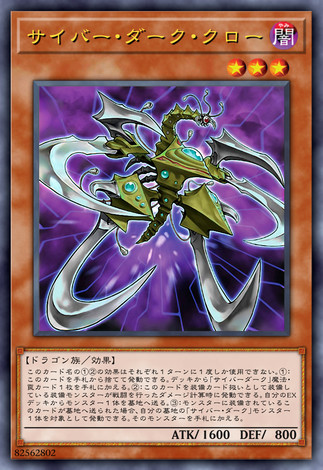 サイバー・ダーク・クロー
闇
やみ
【ドラゴン族／効果】
このカード名の①②の効果はそれぞれ1ターンに1度しか使用できない。①：
このカードを手札から捨てて発動できる。デッキから「サイバーダーク」魔法・
罠カード1枚を手札に加える。②：このカードを装備カード扱いとして装備し
ている装備モンスターが戦闘を行ったダメージ計算時に発動できる。自分のEX
デッキからモンスター1体を墓地へ送る。③：モンスターに装備されているこ
のカードが墓地へ送られた場合、自分の墓地の「サイバー・ダーク」モンスター
1体を対象として発動できる。そのモンスターを手札に加える。
ATK/ 1600 DEF/ 800
82562802